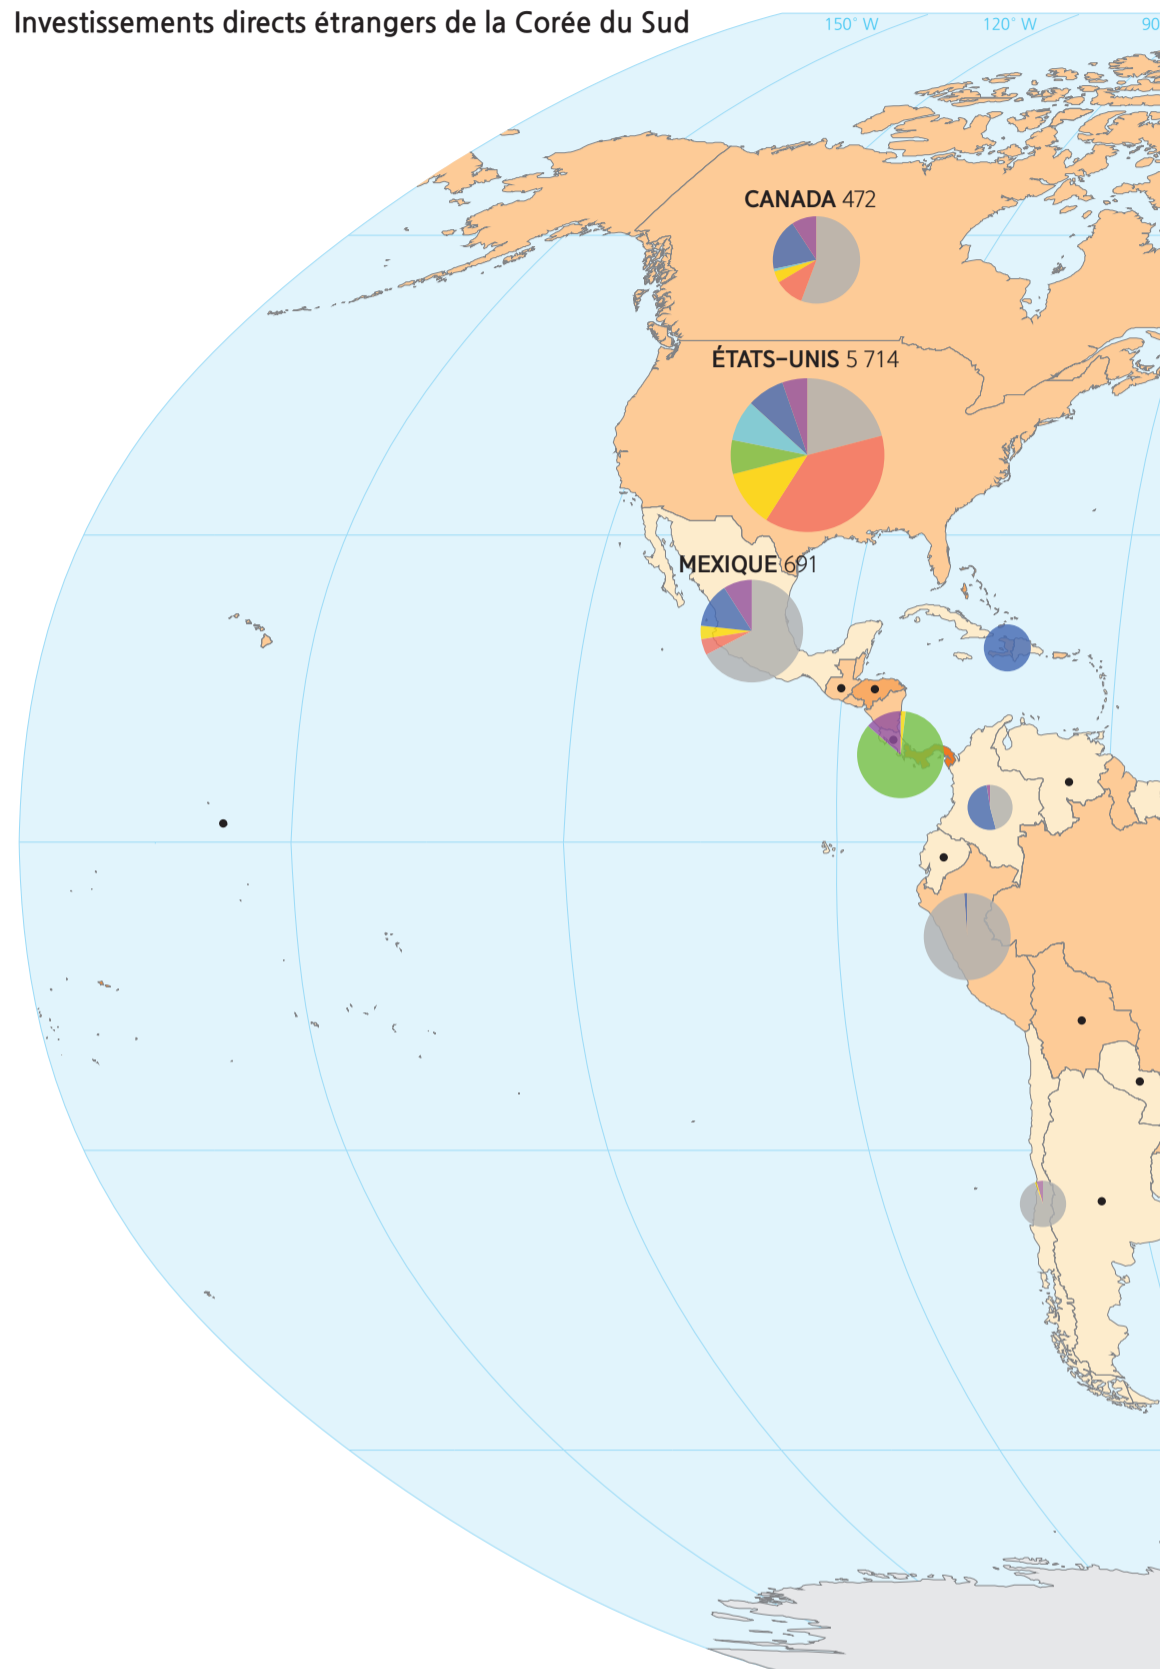 Investissements directs étrangers de la Corée du Sud
150° W 120° W 90
CANADA 472
ÉTATS-UNIS 5 714
MEXIQUE 691